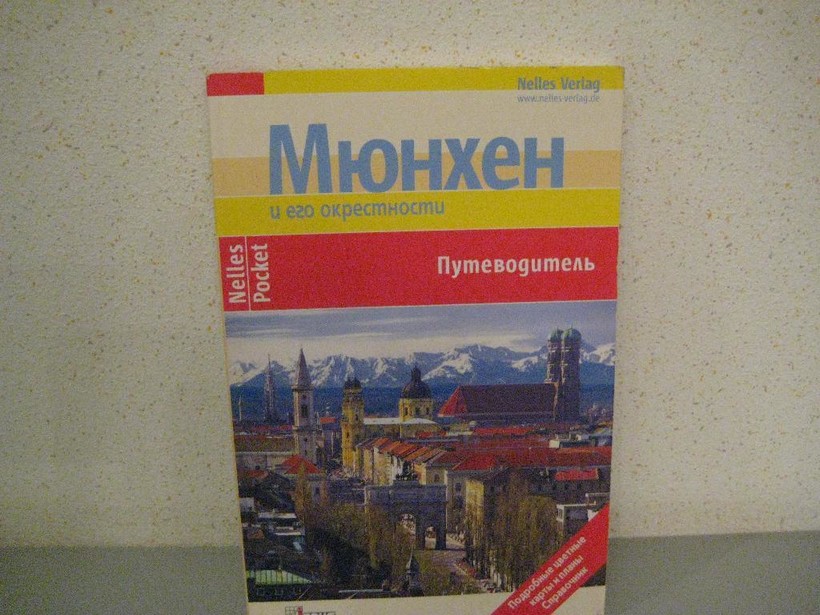 Nelles Verlag
www.nelles-verlag.de
Мюнхен
и его окрестности
Nelles
Pocket
Путеводитель
Подробные цветные
карты и планы
Справочник